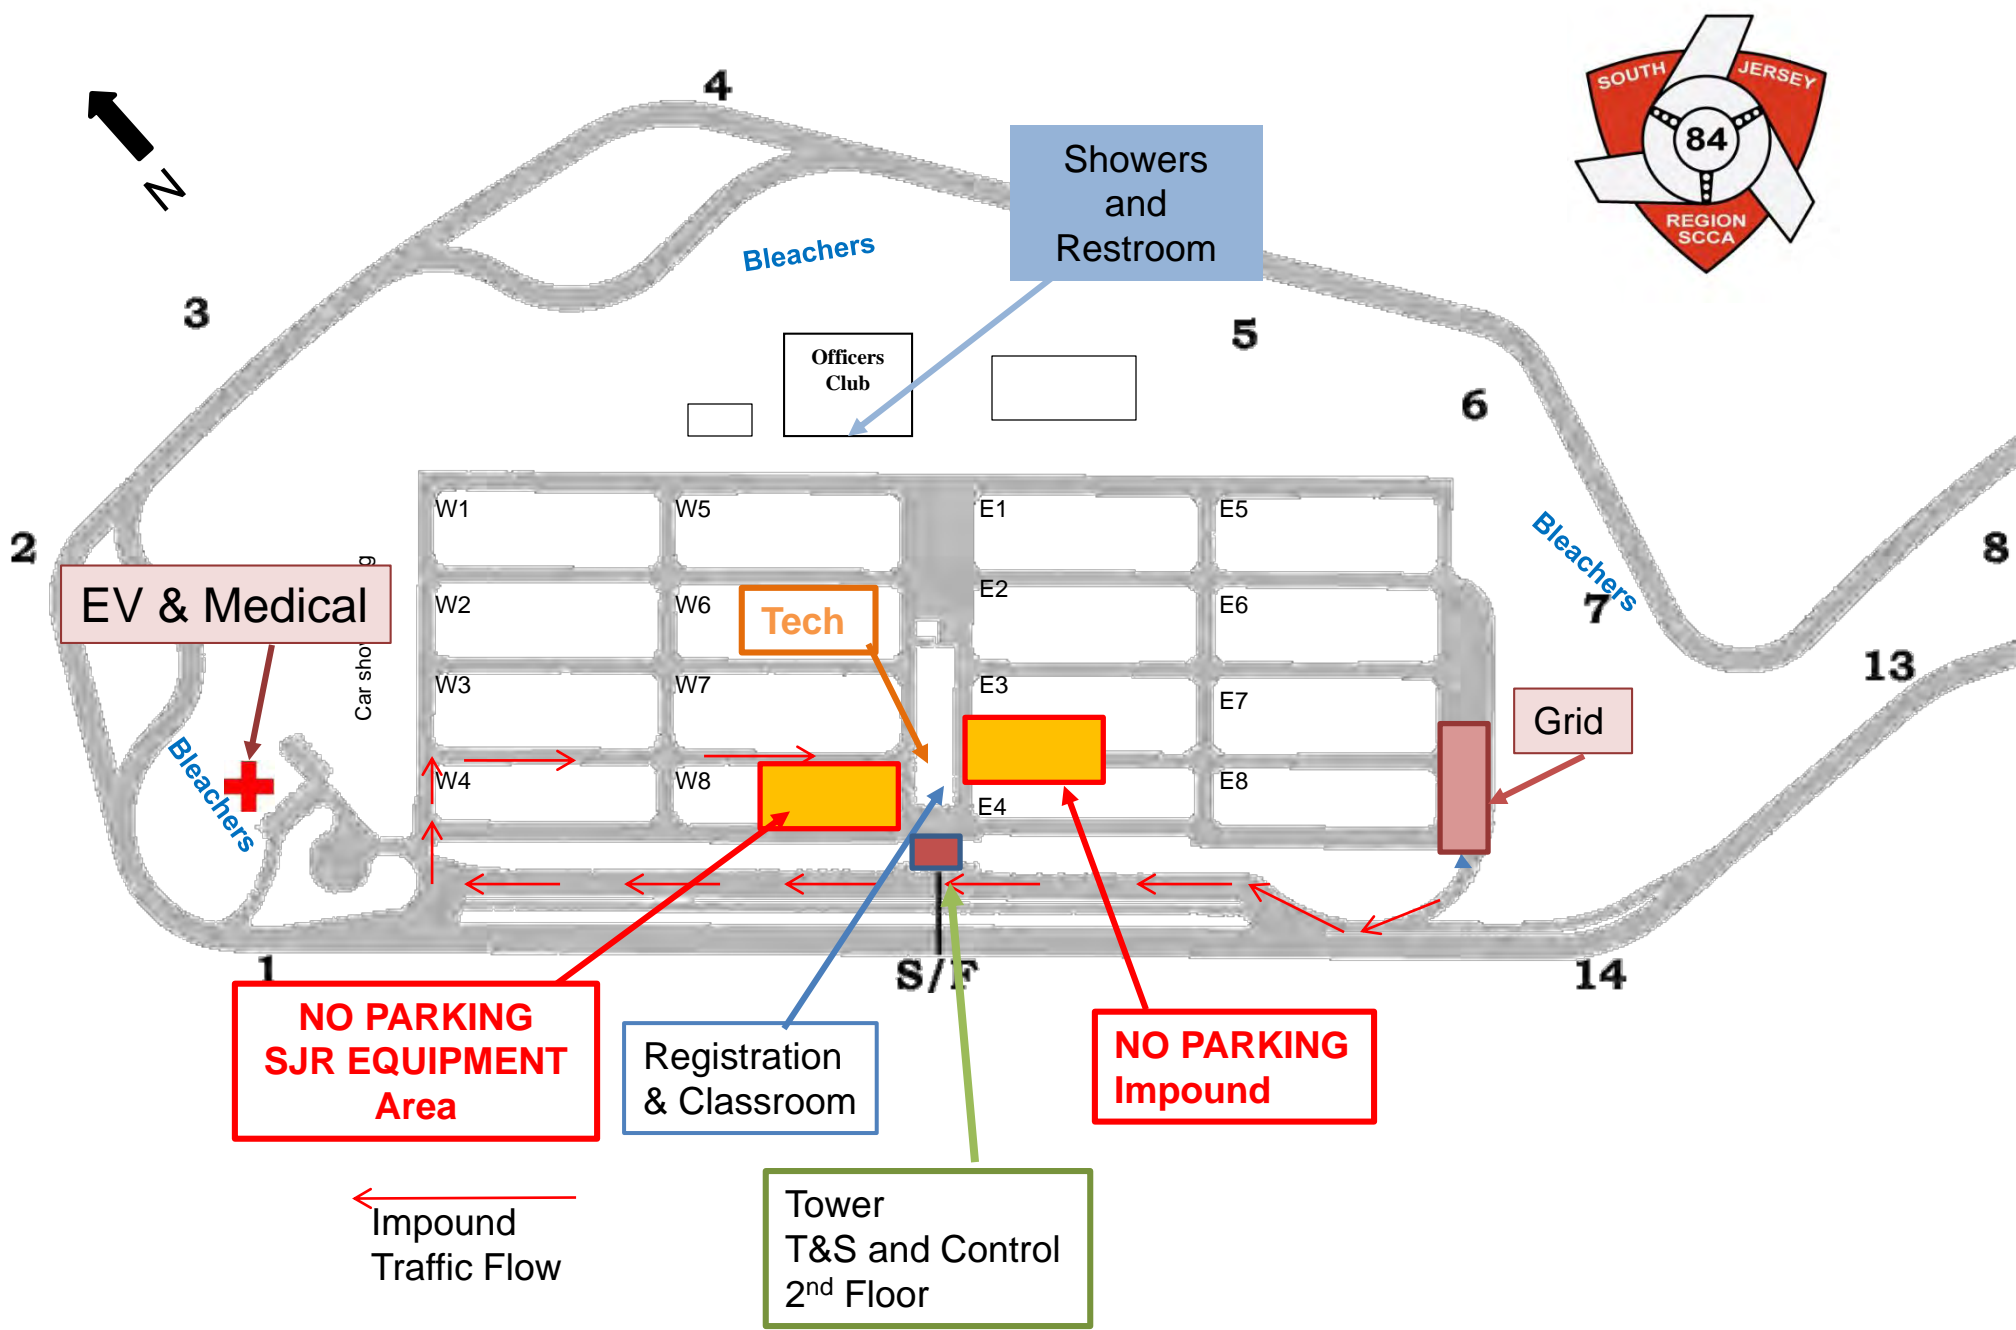 4
SOUTH JERSEY
84
REGION
SCCA
N
Showers
and
Restroom
Bleachers
3
5
Officers
Club
6
W1
W5
E1
E5
Bleachers
2
8
EV & Medical
Car sho
g
W2
W6
E2
E6
7
Tech
13
W3
W7
E3
E7
Grid
Bleachers
W4
W8
E4
E8
1
S/F
14
NO PARKING
SJR EQUIPMENT
Area
Registration
& Classroom
NO PARKING
Impound
Impound
Traffic Flow
Tower
T&S and Control
2nd Floor